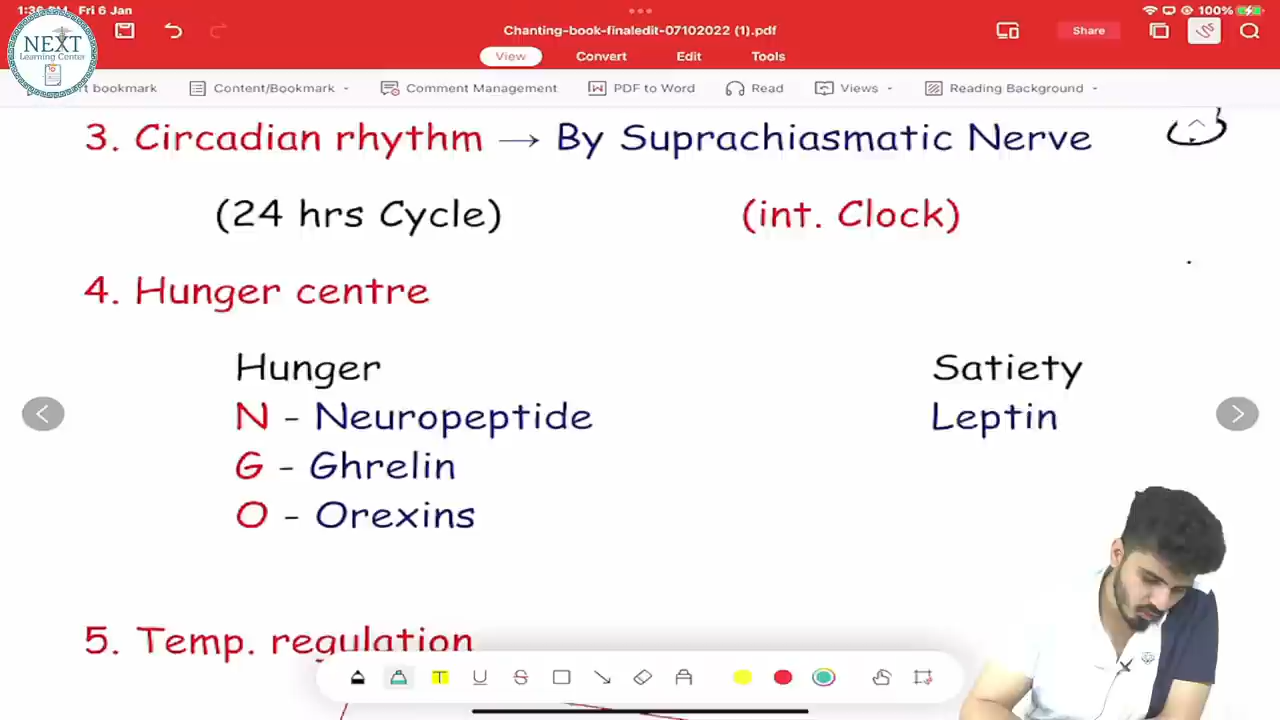 1:36 PM Fri 6 Jan
100%
NEXT
Learning Center
Chanting-book-finaledit-07102022 (1).pdf
Share
View
Convert
Edit
Tools
bookmark
Content/Bookmark
Comment Management
PDF to Word
Read
Views
Reading Background
3. Circadian rhythm → By Suprachiasmatic Nerve
(24 hrs Cycle) (int. Clock)
4. Hunger centre
Hunger Satiety
N - Neuropeptide Leptin
G - Ghrelin
O - Orexins
5. Temp. regulation